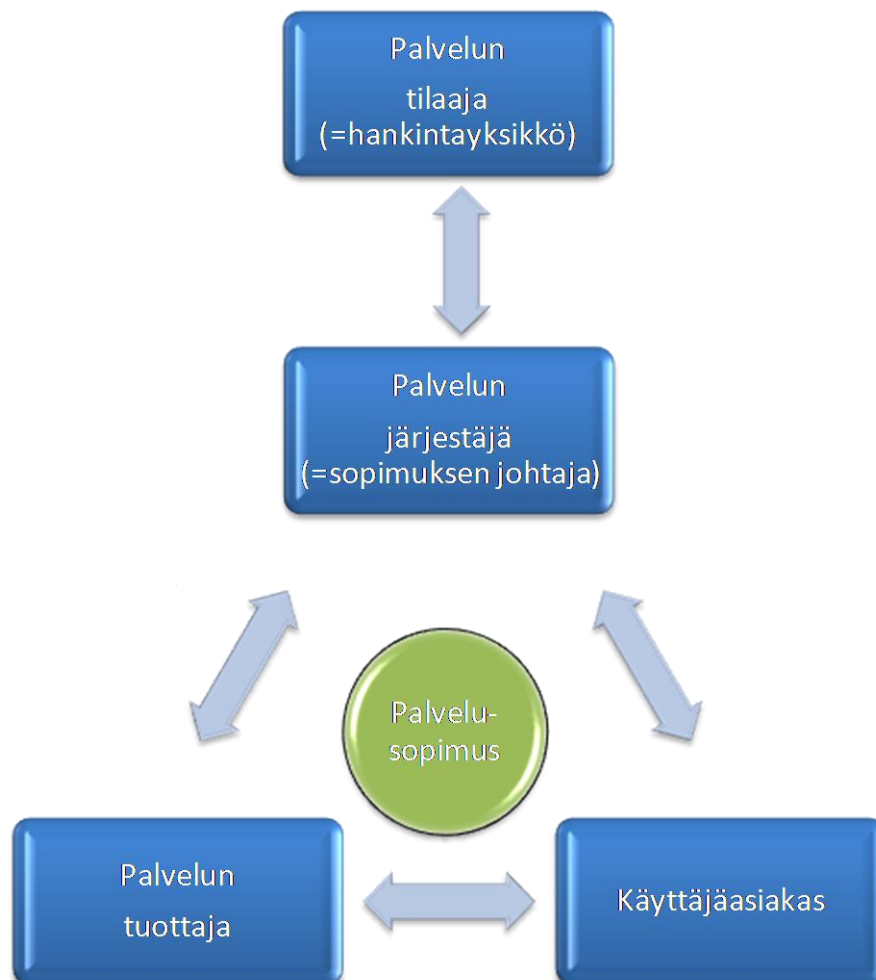 Palvelun
tilaaja
(=hankintayksikkö)
Palvelun
järjestäjä
(=sopimuksen johtaja)
Palvelu-
sopimus
Palvelun
tuottaja
Käyttäjäasiakas